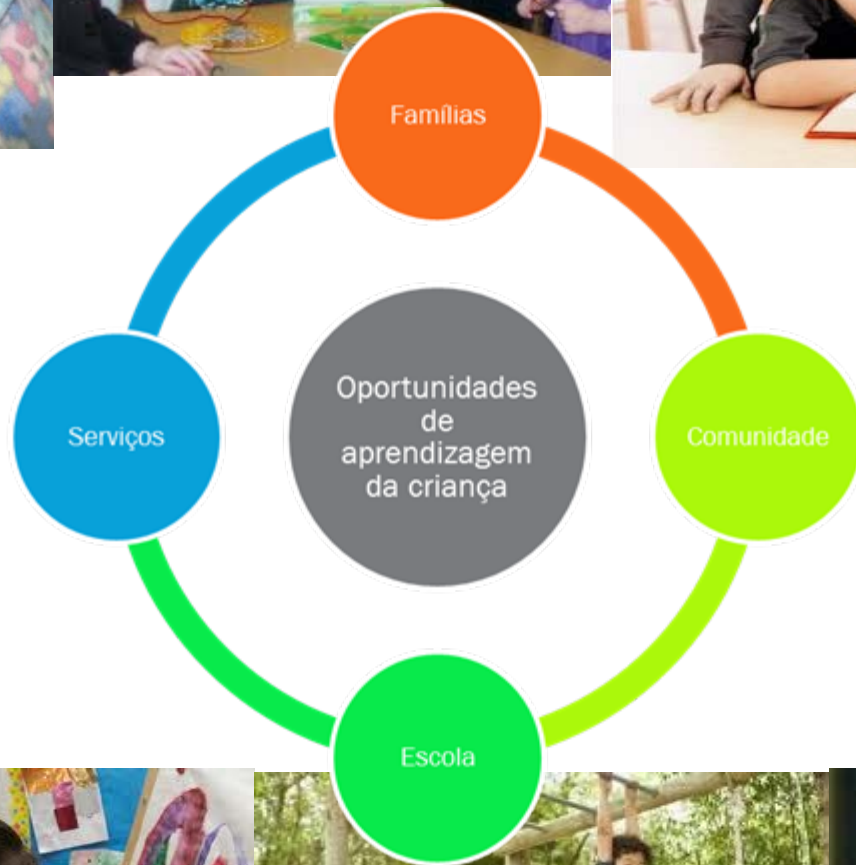 Famílias
Oportunidades
de
aprendizagem
da criança
Serviços
Comunidade
Escola